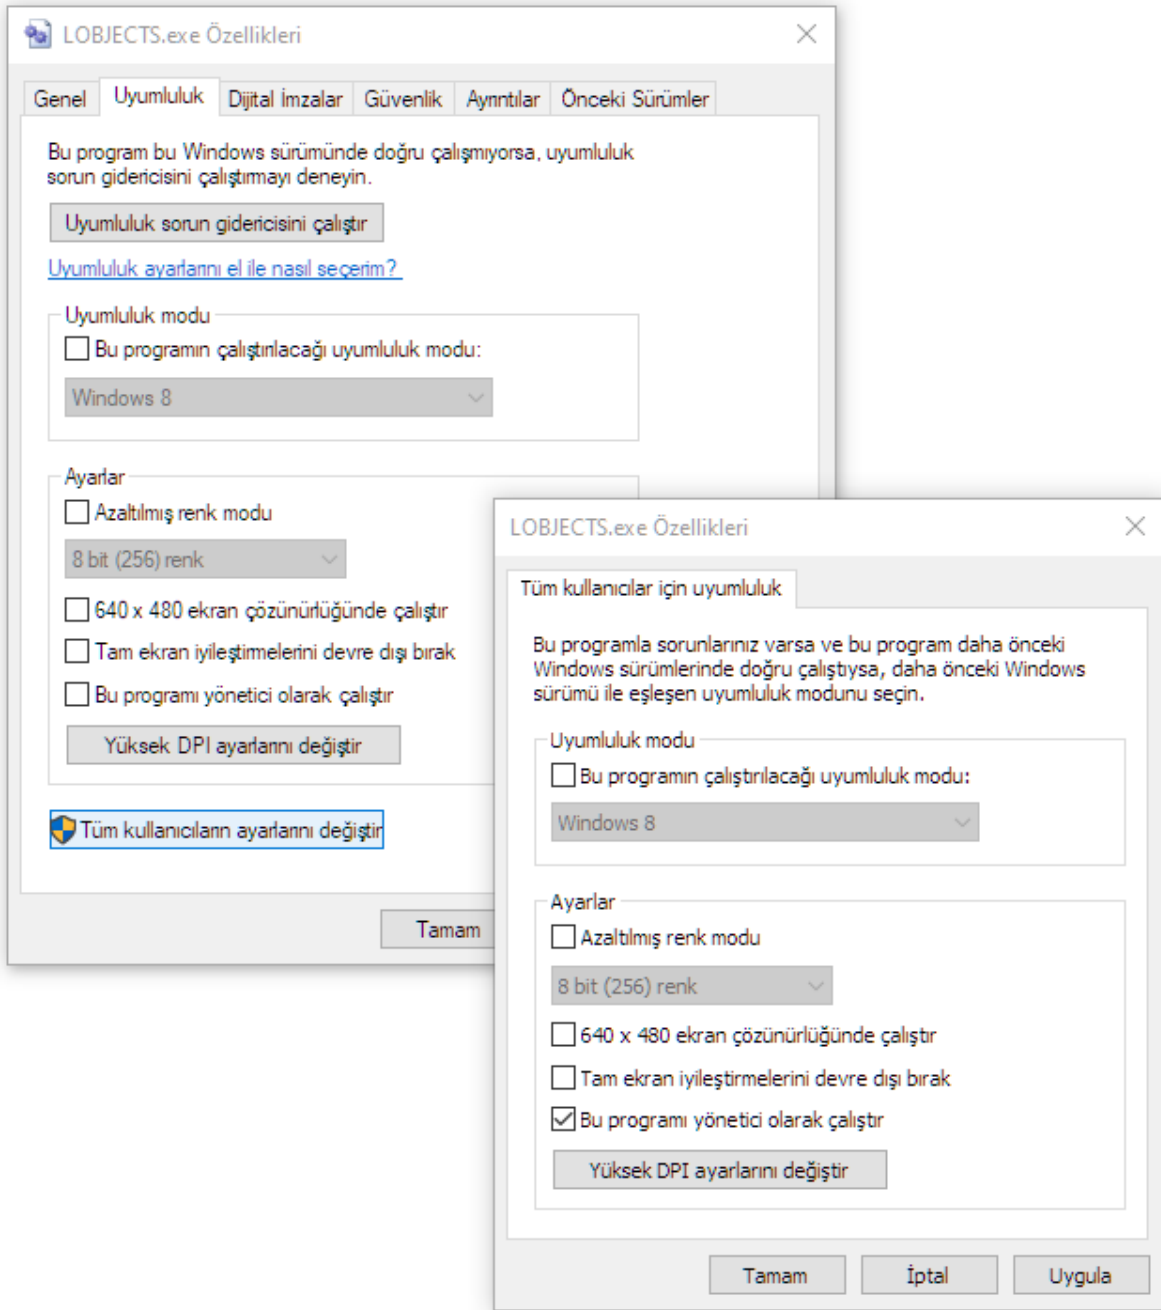 LOBJECTS.exe Özellikleri
Genel Uyumluluk Dijital İmzalar Güvenlik Ayrıntılar Önceki Sürümler
Bu program bu Windows sürümünde doğru çalışmıyorsa, uyumluluk
sorun gidericisini çalıştırmayı deneyin.
Uyumluluk sorun gidericisini çalıştır
Uyumluluk ayarlarını el ile nasıl seçerim?
Uyumluluk modu
Bu programın çalıştırılacağı uyumluluk modu:
Windows 8
Ayarlar
Azaltılmış renk modu
8 bit (256) renk
640 x 480 ekran çözünürlüğünde çalıştır
Tam ekran iyileştirmelerini devre dışı bırak
Bu programı yönetici olarak çalıştır
Yüksek DPI ayarlarını değiştir
Tüm kullanıcıların ayarlarını değiştir
Tamam
LOBJECTS.exe Özellikleri
Tüm kullanıcılar için uyumluluk
Bu programla sorunlarınız varsa ve bu program daha önceki
Windows sürümlerinde doğru çalıştıysa, daha önceki Windows
sürümü ile eşleşen uyumluluk modunu seçin.
Uyumluluk modu
Bu programın çalıştırılacağı uyumluluk modu:
Windows 8
Ayarlar
Azaltılmış renk modu
8 bit (256) renk
640 x 480 ekran çözünürlüğünde çalıştır
Tam ekran iyileştirmelerini devre dışı bırak
Bu programı yönetici olarak çalıştır
Yüksek DPI ayarlarını değiştir
Tamam İptal Uygula